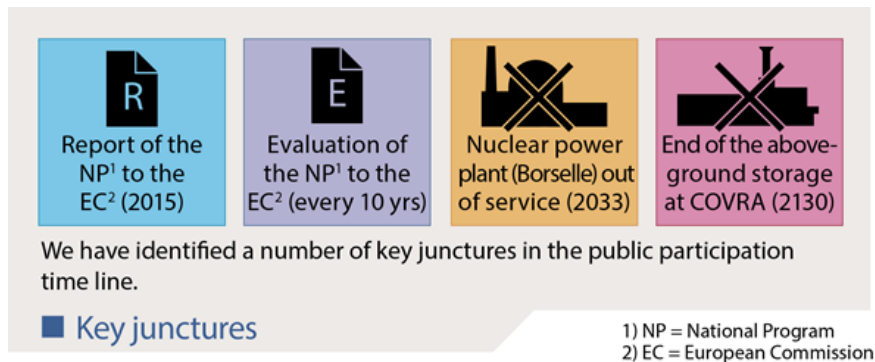 R
Report of the
NP¹ to the
EC² (2015)
E
Evaluation of
the NP¹ to the
EC² (every 10 yrs)
Nuclear power
plant (Borselle) out
of service (2033)
End of the above-
ground storage
at COVRA (2130)
We have identified a number of key junctures in the public participation
time line.
Key junctures
1) NP = National Program
2) EC = European Commission